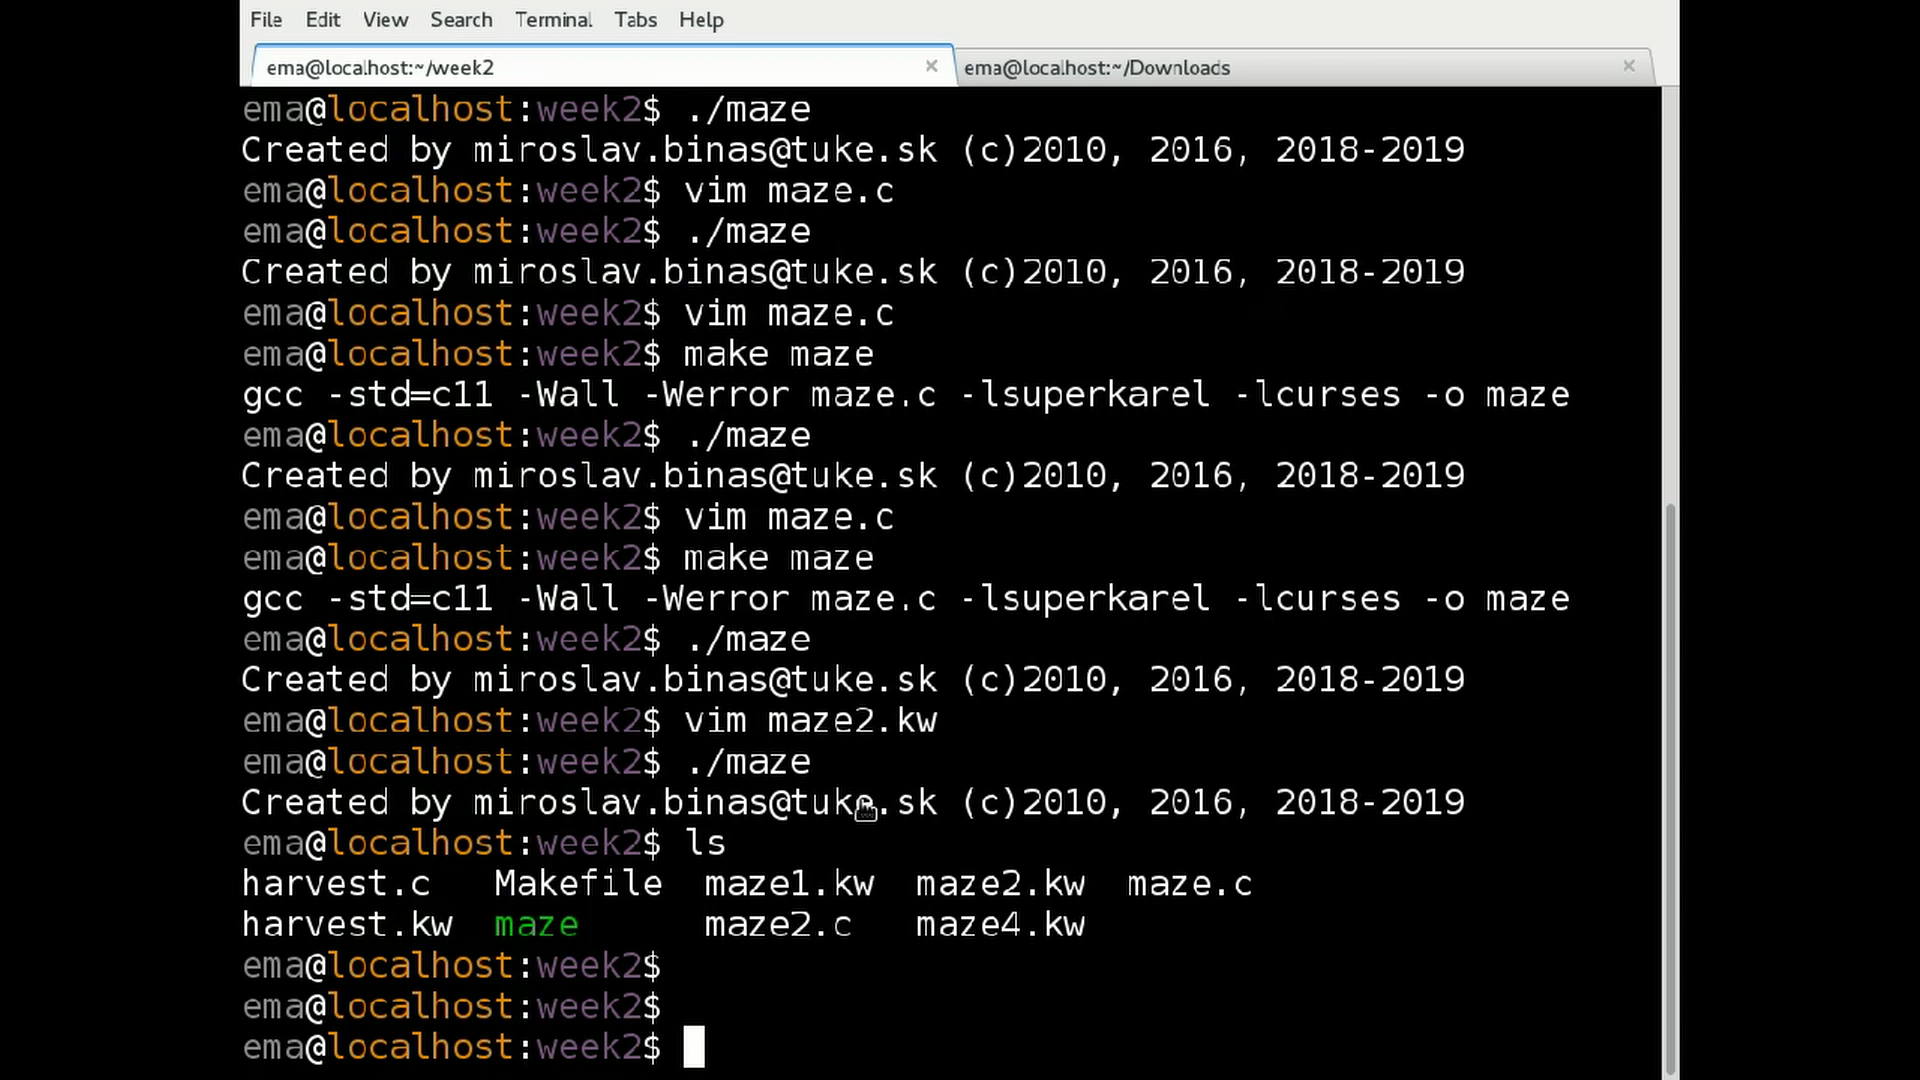 File Edit View Search Terminal Tabs Help
ema@localhost:~/week2 × ema@localhost:~/Downloads ×
ema@localhost:week2$ ./maze
Created by miroslav.binas@tuke.sk (c)2010, 2016, 2018-2019
ema@localhost:week2$ vim maze.c
ema@localhost:week2$ ./maze
Created by miroslav.binas@tuke.sk (c)2010, 2016, 2018-2019
ema@localhost:week2$ vim maze.c
ema@localhost:week2$ make maze
gcc -std=c11 -Wall -Werror maze.c -lsuperkarel -lcurses -o maze
ema@localhost:week2$ ./maze
Created by miroslav.binas@tuke.sk (c)2010, 2016, 2018-2019
ema@localhost:week2$ vim maze.c
ema@localhost:week2$ make maze
gcc -std=c11 -Wall -Werror maze.c -lsuperkarel -lcurses -o maze
ema@localhost:week2$ ./maze
Created by miroslav.binas@tuke.sk (c)2010, 2016, 2018-2019
ema@localhost:week2$ vim maze2.kw
ema@localhost:week2$ ./maze
Created by miroslav.binas@tuke.sk (c)2010, 2016, 2018-2019
ema@localhost:week2$ ls
harvest.c Makefile maze1.kw maze2.kw maze.c
harvest.kw maze maze2.c maze4.kw
ema@localhost:week2$
ema@localhost:week2$
ema@localhost:week2$